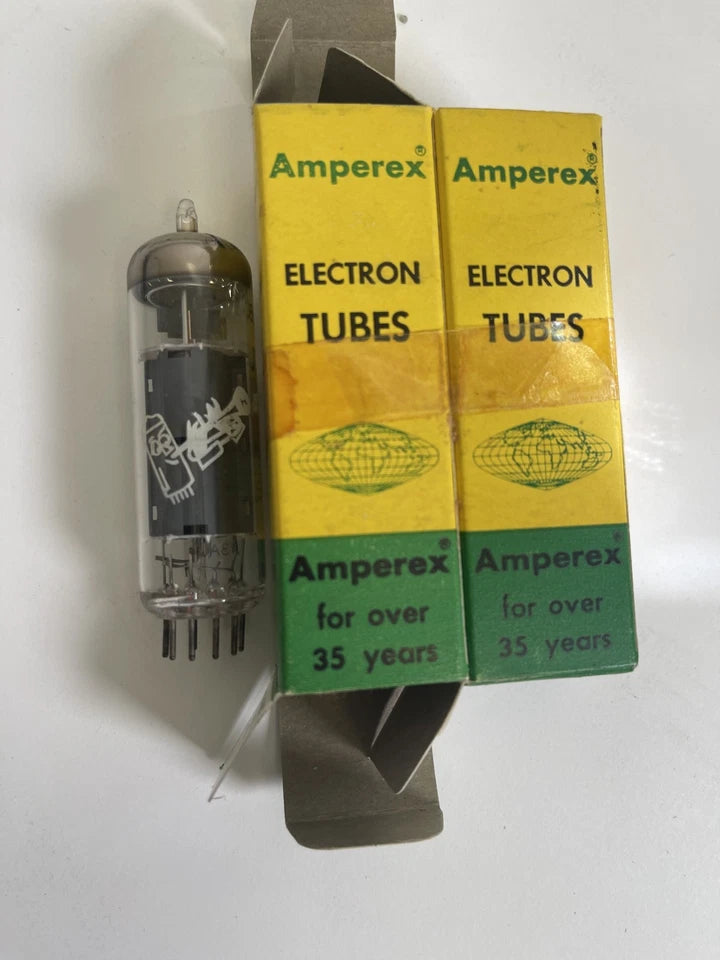 Amperex®
ELECTRON
TUBES
Amperex®
for over
35 years
Amperex®
ELECTRON
TUBES
Amperex®
for over
35 years